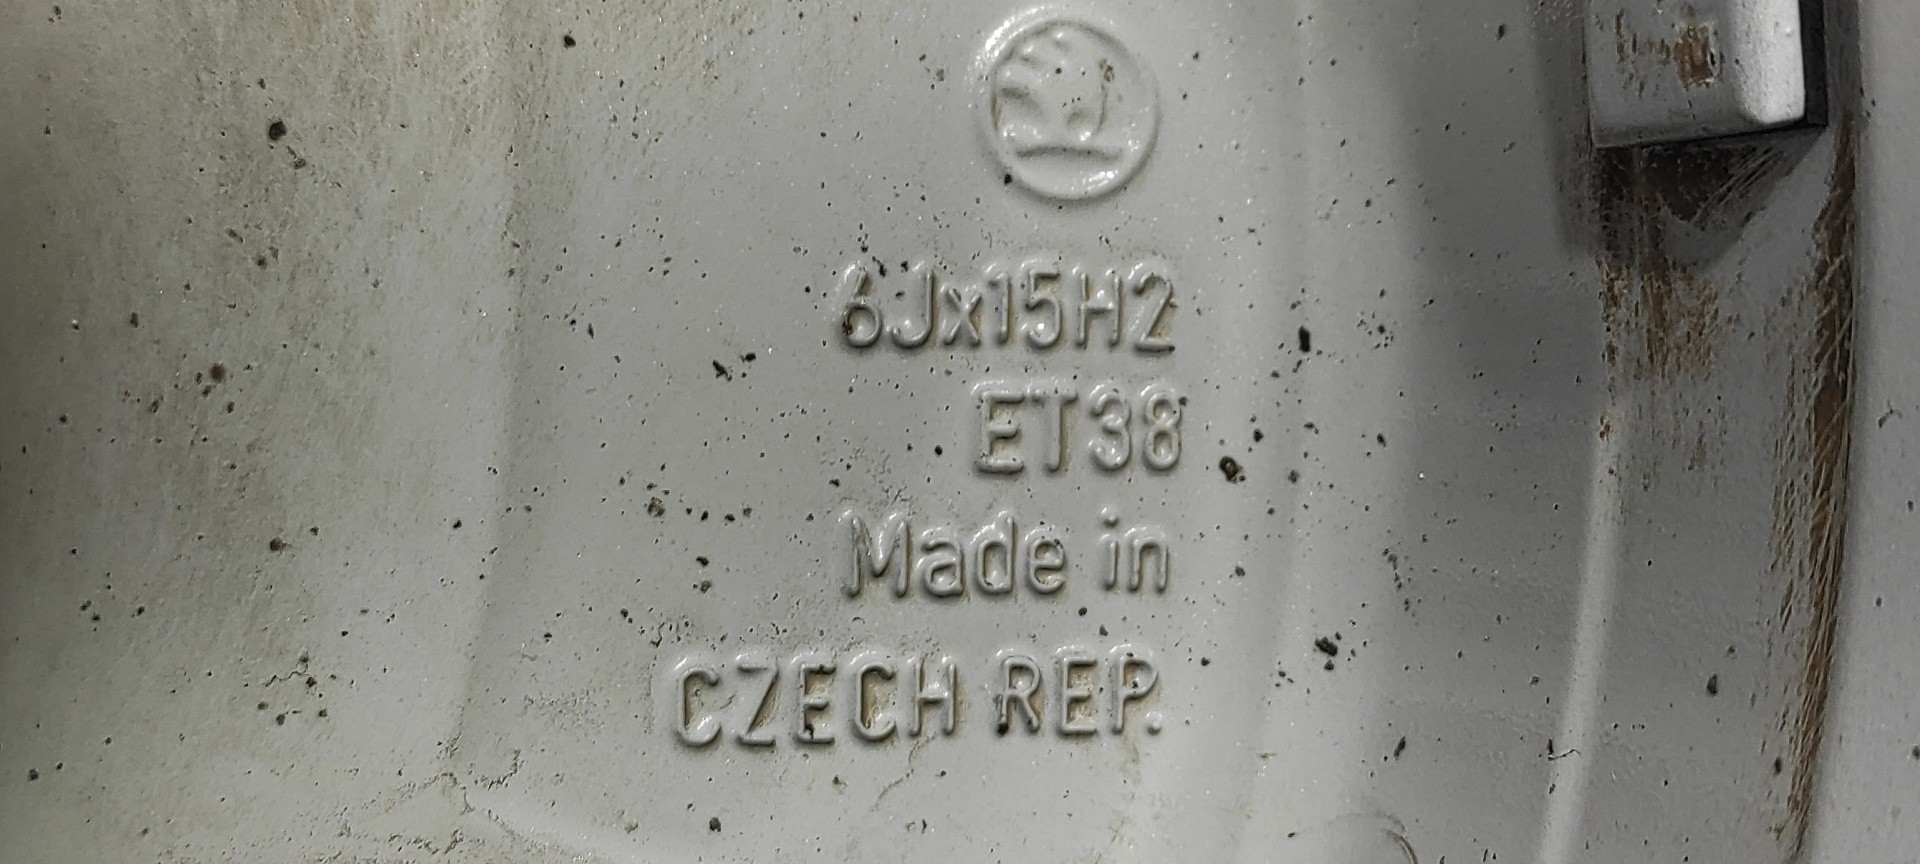 6Jx15H2
ET38
Made in
CZECH REP.